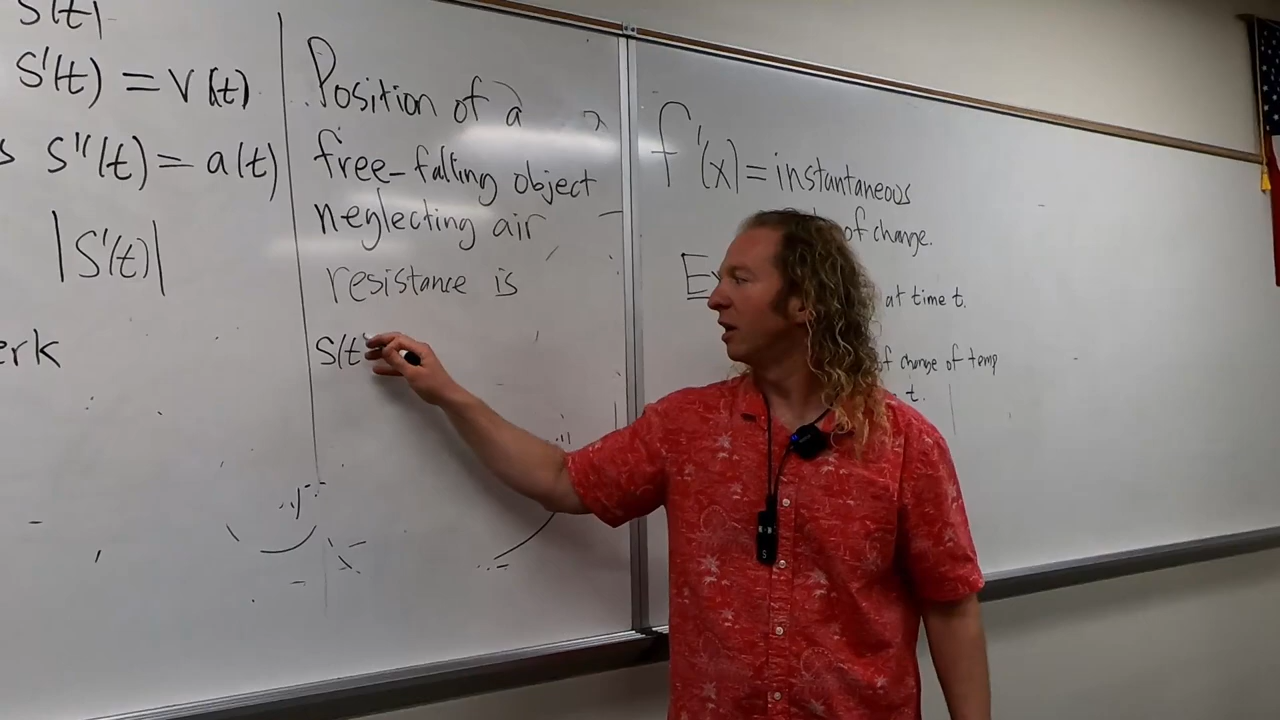 S(t)
S'(t) = v(t)
S''(t) = a(t)
|S'(t)|
erk
Position of a
free-falling object
neglecting air
resistance is
S(t
f'(x) = instantaneous
of change.
Ex
at time t.
of change of temp
t.